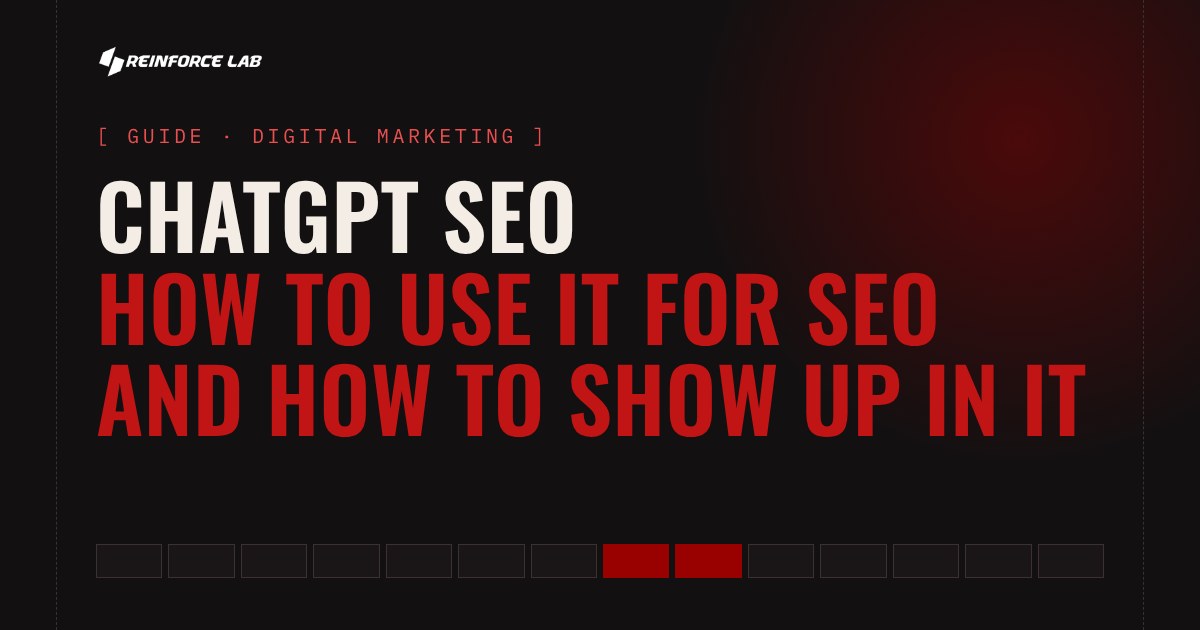 REINFORCE LAB
[ GUIDE · DIGITAL MARKETING ]
CHATGPT SEO
HOW TO USE IT FOR SEO
AND HOW TO SHOW UP IN IT